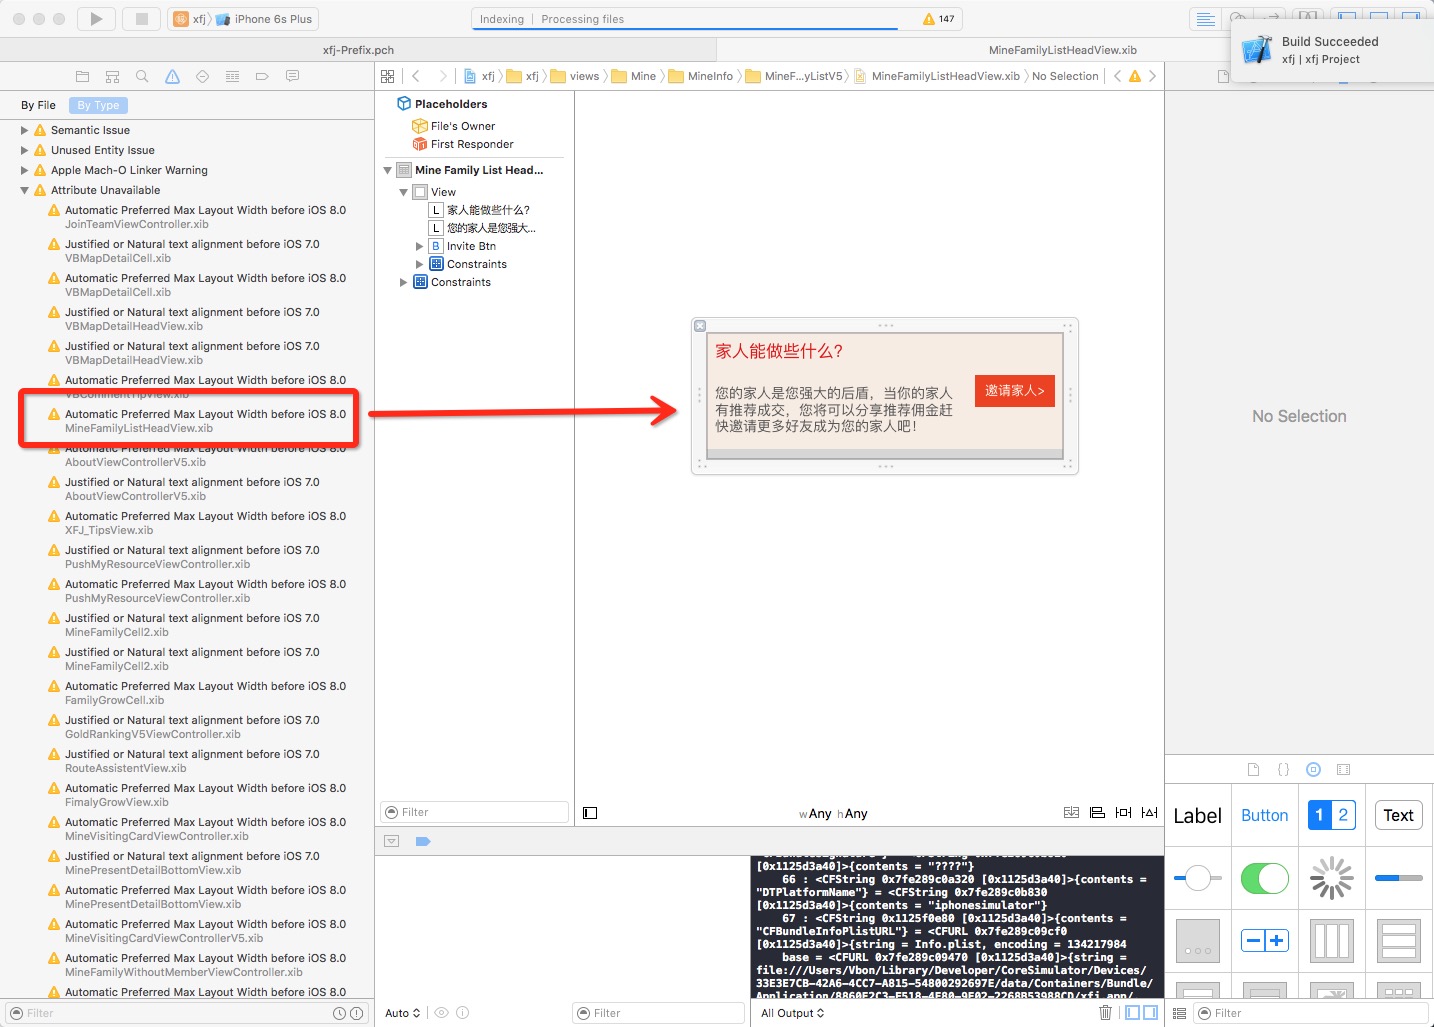 xfj
iPhone 6s Plus
Indexing | Processing files
147
Build Succeeded
xfj | xfj Project
xfj-Prefix.pch
MineFamilyListHeadView.xib
xfj
xfj
views
Mine
MineInfo
MineF...yListV5
MineFamilyListHeadView.xib
No Selection
By File
By Type
Semantic Issue
Unused Entity Issue
Apple Mach-O Linker Warning
Attribute Unavailable
Automatic Preferred Max Layout Width before iOS 8.0
JoinTeamViewController.xib
Justified or Natural text alignment before iOS 7.0
VBMapDetailCell.xib
Automatic Preferred Max Layout Width before iOS 8.0
VBMapDetailCell.xib
Justified or Natural text alignment before iOS 7.0
VBMapDetailHeadView.xib
Justified or Natural text alignment before iOS 7.0
VBMapDetailHeadView.xib
Automatic Preferred Max Layout Width before iOS 8.0
VBCommentTipView.xib
Automatic Preferred Max Layout Width before iOS 8.0
MineFamilyListHeadView.xib
Automatic Preferred Max Layout Width before iOS 8.0
AboutViewControllerV5.xib
Justified or Natural text alignment before iOS 7.0
AboutViewControllerV5.xib
Automatic Preferred Max Layout Width before iOS 8.0
XFJ_TipsView.xib
Justified or Natural text alignment before iOS 7.0
PushMyResourceViewController.xib
Automatic Preferred Max Layout Width before iOS 8.0
PushMyResourceViewController.xib
Justified or Natural text alignment before iOS 7.0
MineFamilyCell2.xib
Justified or Natural text alignment before iOS 7.0
MineFamilyCell2.xib
Automatic Preferred Max Layout Width before iOS 8.0
FamilyGrowCell.xib
Justified or Natural text alignment before iOS 7.0
GoldRankingV5ViewController.xib
Justified or Natural text alignment before iOS 7.0
RouteAssistentView.xib
Automatic Preferred Max Layout Width before iOS 8.0
FimalyGrowView.xib
Automatic Preferred Max Layout Width before iOS 8.0
MineVisitingCardViewController.xib
Justified or Natural text alignment before iOS 7.0
MinePresentDetailBottomView.xib
Automatic Preferred Max Layout Width before iOS 8.0
MinePresentDetailBottomView.xib
Automatic Preferred Max Layout Width before iOS 8.0
MineVisitingCardViewControllerV5.xib
Automatic Preferred Max Layout Width before iOS 8.0
MineFamilyWithoutMemberViewController.xib
Automatic Preferred Max Layout Width before iOS 8.0
Filter
Placeholders
File's Owner
First Responder
Mine Family List Head...
View
L 家人能做些什么?
L 您的家人是您强大...
B Invite Btn
Constraints
Constraints
Filter
家人能做些什么?
您的家人是您强大的后盾，当你的家人
有推荐成交，您将可以分享推荐佣金赶
快邀请更多好友成为您的家人吧!
邀请家人>
wAny hAny
No Selection
Label
Button
1 2
Text
[0x1125d3a40]>{contents = "????"}
66 : <CFString 0x7fe289c0a320 [0x1125d3a40]>{contents =
"DTPlatformName"} = <CFString 0x7fe289c0b830
[0x1125d3a40]>{contents = "iphonesimulator"}
67 : <CFString 0x1125f0e80 [0x1125d3a40]>{contents =
"CFBundleInfoPlistURL"} = <CFURL 0x7fe289c09cf0
[0x1125d3a40]>{string = Info.plist, encoding = 134217984
base = <CFURL 0x7fe289c09470 [0x1125d3a40]>{string =
file:///Users/Vbon/Library/Developer/CoreSimulator/Devices/
33E3E7CB-42A6-4CC7-A815-54800292697E/data/Containers/Bundle/
Application/8860E2C3-F518-4E80-9F02-2268B53988CD/xfj.app/
Auto
Filter
All Output
Filter